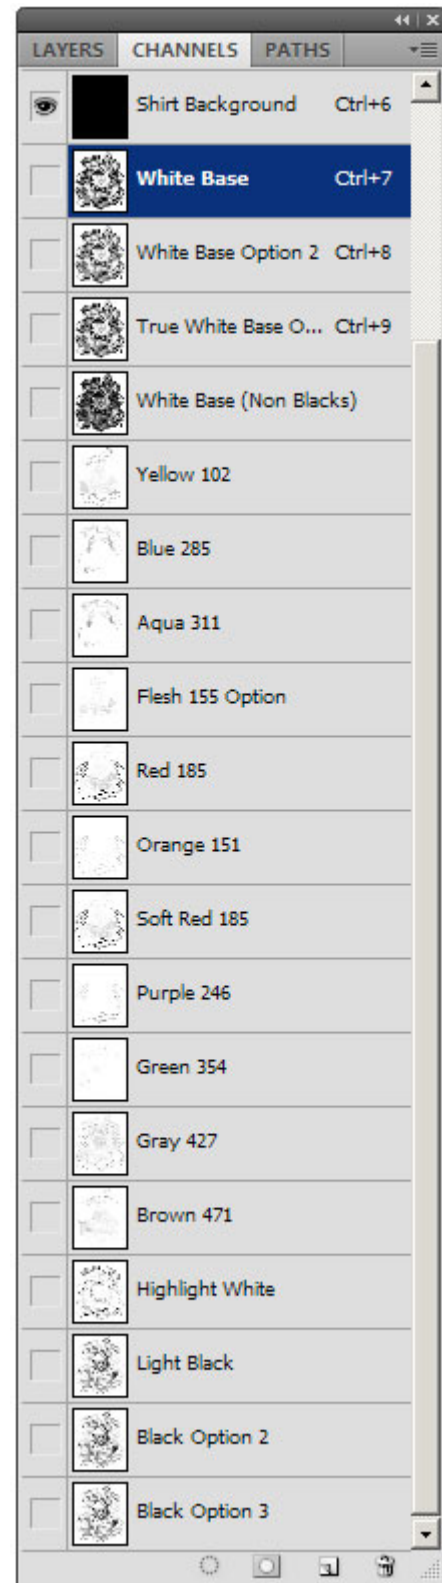 LAYERS CHANNELS PATHS
Shirt Background Ctrl+6
White Base Ctrl+7
White Base Option 2 Ctrl+8
True White Base O... Ctrl+9
White Base (Non Blacks)
Yellow 102
Blue 285
Aqua 311
Flesh 155 Option
Red 185
Orange 151
Soft Red 185
Purple 246
Green 354
Gray 427
Brown 471
Highlight White
Light Black
Black Option 2
Black Option 3